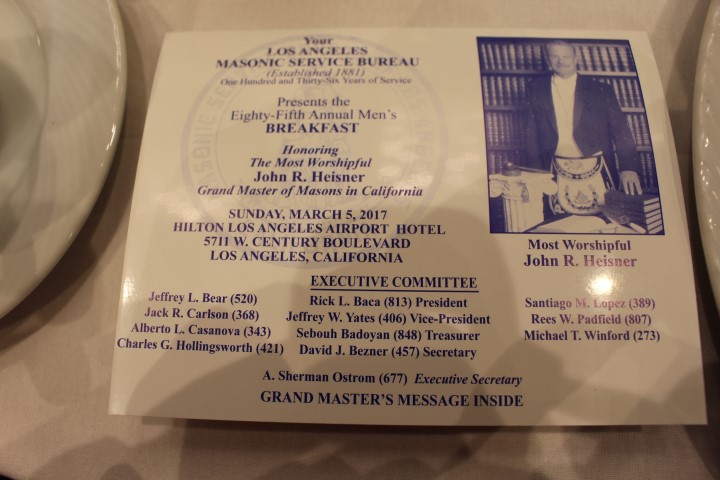 Your
LOS ANGELES
MASONIC SERVICE BUREAU
(Established 1881)
One Hundred and Thirty-Six Years of Service
Presents the
Eighty-Fifth Annual Men's
BREAKFAST
Honoring
The Most Worshipful
John R. Heisner
Grand Master of Masons in California
SUNDAY, MARCH 5, 2017
HILTON LOS ANGELES AIRPORT HOTEL
5711 W. CENTURY BOULEVARD
LOS ANGELES, CALIFORNIA
Most Worshipful
John R. Heisner
EXECUTIVE COMMITTEE
Jeffrey L. Bear (520)
Jack R. Carlson (368)
Alberto L. Casanova (343)
Charles G. Hollingsworth (421)
Rick L. Baca (813) President
Jeffrey W. Yates (406) Vice-President
Sebouh Badoyan (848) Treasurer
David J. Bezner (457) Secretary
Santiago M. Lopez (389)
Rees W. Padfield (807)
Michael T. Winford (273)
A. Sherman Ostrom (677) Executive Secretary
GRAND MASTER'S MESSAGE INSIDE